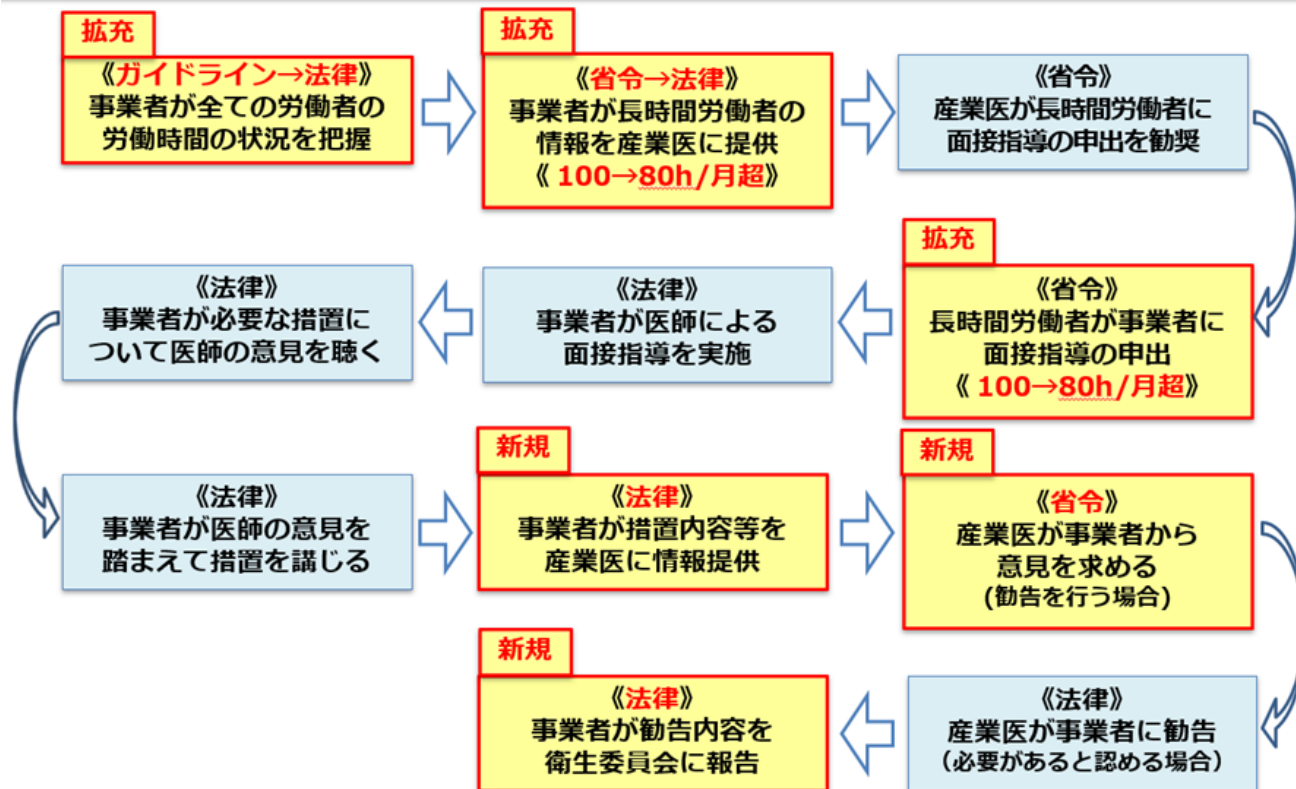 拡充
《ガイドライン→法律》
事業者が全ての労働者の
労働時間の状況を把握
拡充
《省令→法律》
事業者が長時間労働者の
情報を産業医に提供
《 100→80h/月超》
《省令》
産業医が長時間労働者に
面接指導の申出を勧奨
拡充
《省令》
長時間労働者が事業者に
面接指導の申出
《 100→80h/月超》
《法律》
事業者が医師による
面接指導を実施
《法律》
事業者が必要な措置に
ついて医師の意見を聴く
《法律》
事業者が医師の意見を
踏まえて措置を講じる
新規
《法律》
事業者が措置内容等を
産業医に情報提供
新規
《省令》
産業医が事業者から
意見を求める
(勧告を行う場合)
《法律》
産業医が事業者に勧告
（必要があると認める場合）
新規
《法律》
事業者が勧告内容を
衛生委員会に報告